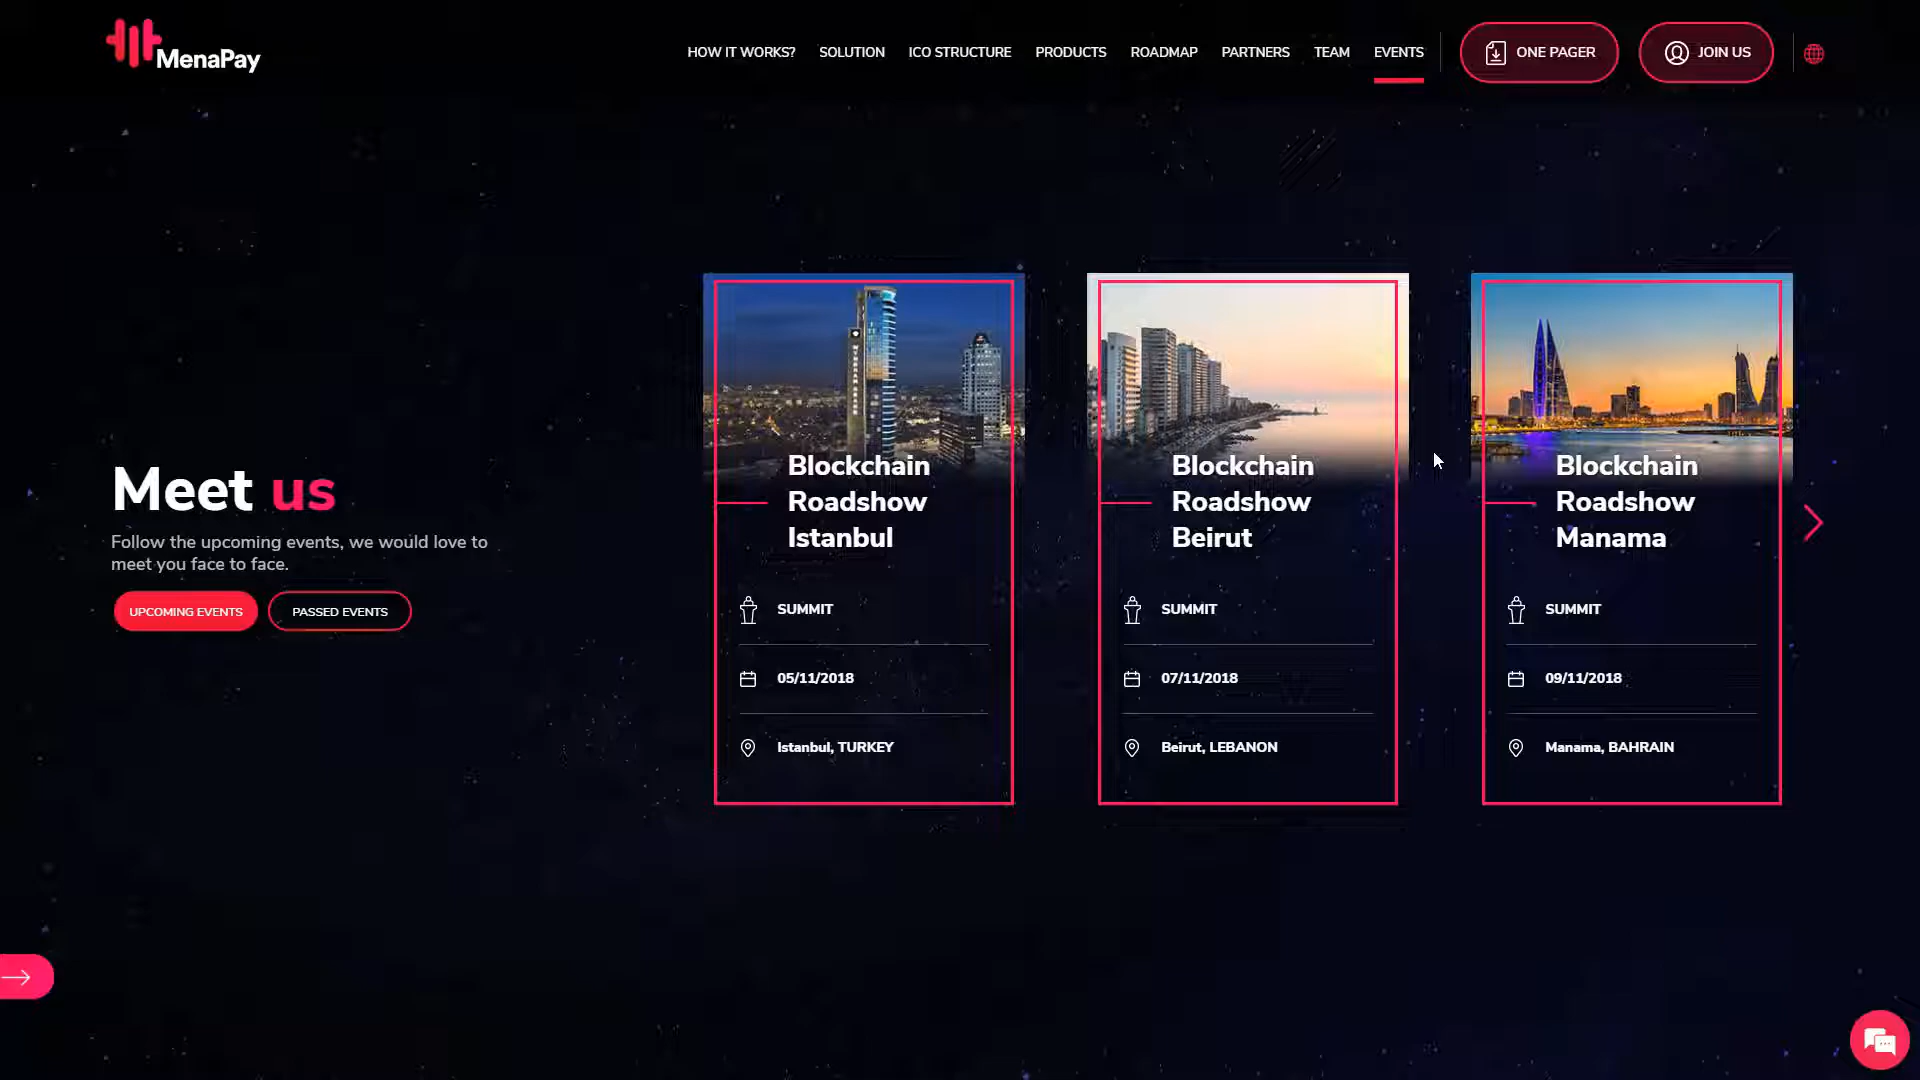 MenaPay
HOW IT WORKS?
SOLUTION
ICO STRUCTURE
PRODUCTS
ROADMAP
PARTNERS
TEAM
EVENTS
ONE PAGER
JOIN US
Meet us
Follow the upcoming events, we would love to
meet you face to face.
UPCOMING EVENTS
PASSED EVENTS
Blockchain
Roadshow
Istanbul
SUMMIT
05/11/2018
Istanbul, TURKEY
Blockchain
Roadshow
Beirut
SUMMIT
07/11/2018
Beirut, LEBANON
Blockchain
Roadshow
Manama
SUMMIT
09/11/2018
Manama, BAHRAIN